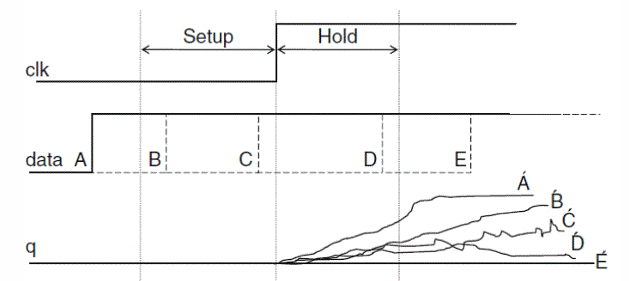 Setup Hold
clk
data A B C D E
Á
B́
Ć
D́
q É